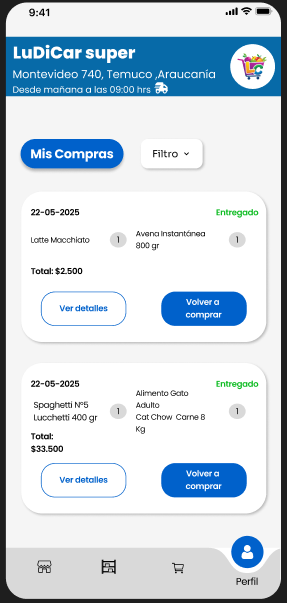 9:41
LuDiCar super
Montevideo 740, Temuco ,Araucanía
Desde mañana a las 09:00 hrs
LC
Mis Compras
Filtro
22-05-2025
Entregado
Latte Macchiato
1
Avena Instantánea
800 gr
1
Total: $2.500
Ver detalles
Volver a
comprar
22-05-2025
Entregado
Spaghetti N°5
Lucchetti 400 gr
1
Alimento Gato
Adulto
Cat Chow Carne 8
Kg
1
Total:
$33.500
Ver detalles
Volver a
comprar
Perfil